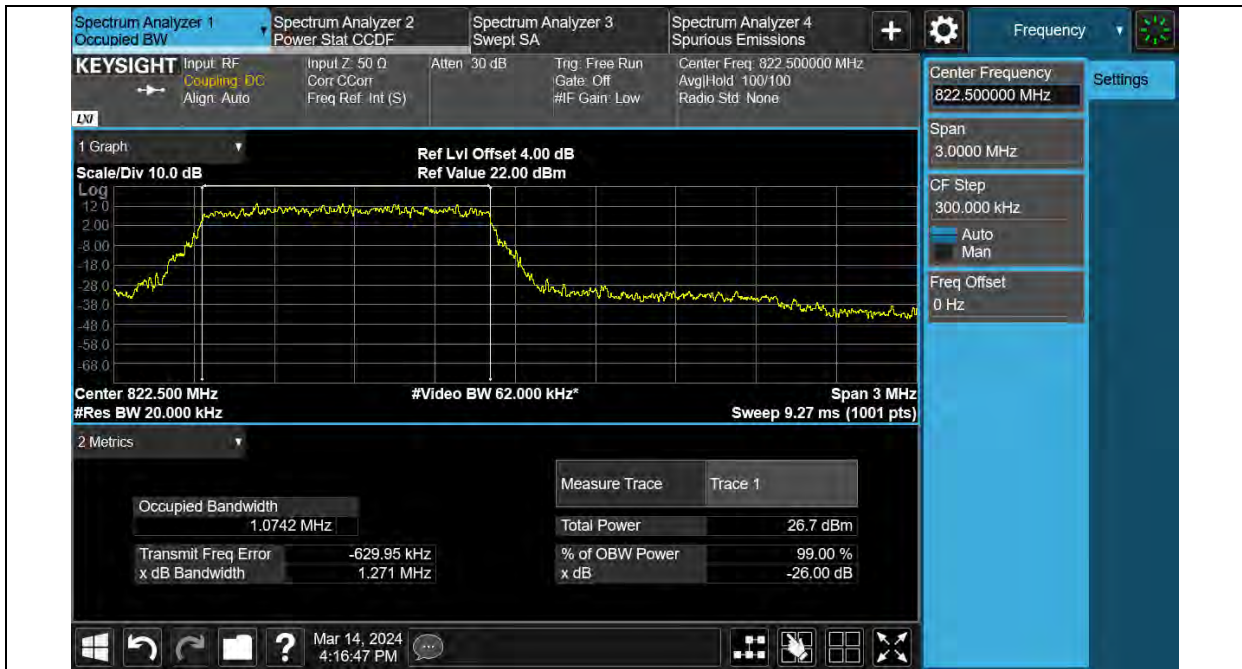 Spectrum Analyzer 1
Occupied BW
Spectrum Analyzer 2
Power Stat CCDF
Spectrum Analyzer 3
Swept SA
Spectrum Analyzer 4
Spurious Emissions
+
Frequency
KEYSIGHT
LXI
Input: RF
Coupling: DC
Align: Auto
Input Z: 50 Ω
Corr CCorr
Freq Ref: Int (S)
Atten: 30 dB
Trig: Free Run
Gate: Off
#IF Gain: Low
Center Freq: 822.500000 MHz
Avg|Hold: 100/100
Radio Std: None
Center Frequency
822.500000 MHz
Settings
Span
3.0000 MHz
CF Step
300.000 kHz
Auto
Man
Freq Offset
0 Hz
1 Graph
Scale/Div 10.0 dB
Ref Lvl Offset 4.00 dB
Ref Value 22.00 dBm
Log
12.0
2.00
-8.00
-18.0
-28.0
-38.0
-48.0
-58.0
-68.0
Center 822.500 MHz
#Video BW 62.000 kHz*
Span 3 MHz
#Res BW 20.000 kHz
Sweep 9.27 ms (1001 pts)
2 Metrics
Measure Trace Trace 1
Occupied Bandwidth
1.0742 MHz
Total Power 26.7 dBm
Transmit Freq Error -629.95 kHz
% of OBW Power 99.00 %
x dB Bandwidth 1.271 MHz
x dB -26.00 dB
?
Mar 14, 2024
4:16:47 PM